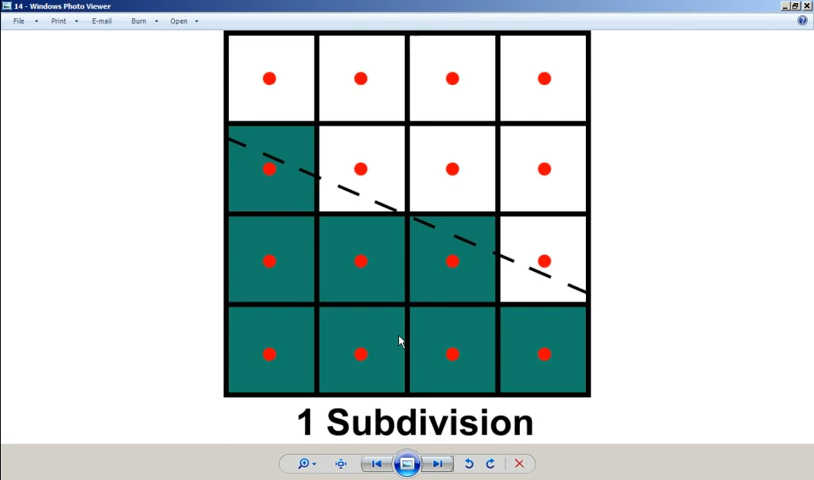 14 - Windows Photo Viewer
File Print E-mail Burn Open
1 Subdivision